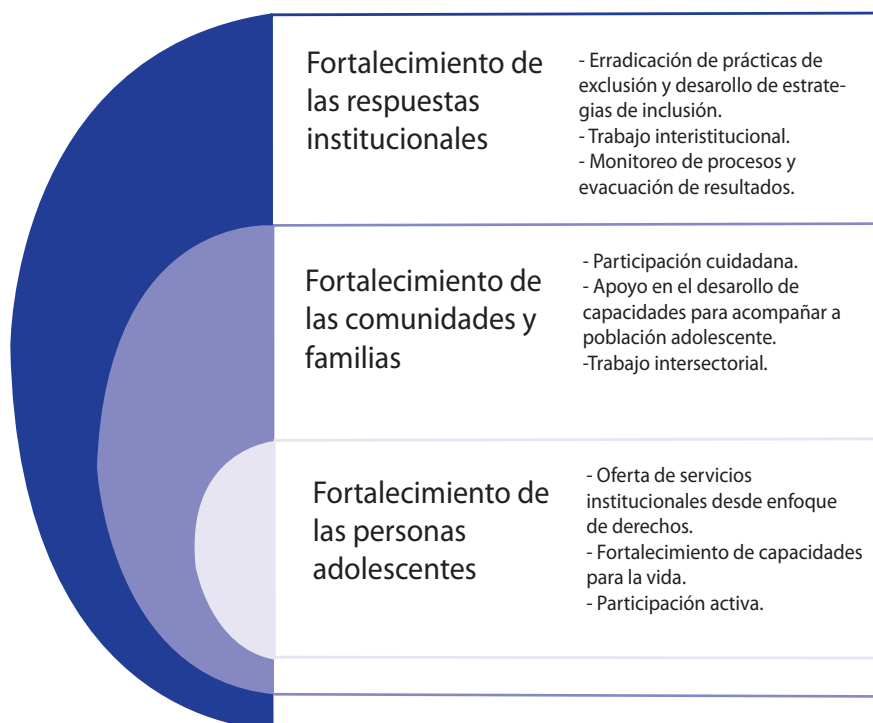 Fortalecimiento de
las respuestas
institucionales
- Erradicación de prácticas de
exclusión y desarollo de estrate-
gias de inclusión.
- Trabajo interistitucional.
- Monitoreo de procesos y
evacuación de resultados.
Fortalecimiento de
las comunidades y
familias
- Participación cuidadana.
- Apoyo en el desarollo de
capacidades para acompañar a
población adolescente.
-Trabajo intersectorial.
Fortalecimiento de
las personas
adolescentes
- Oferta de servicios
institucionales desde enfoque
de derechos.
- Fortalecimiento de capacidades
para la vida.
- Participación activa.